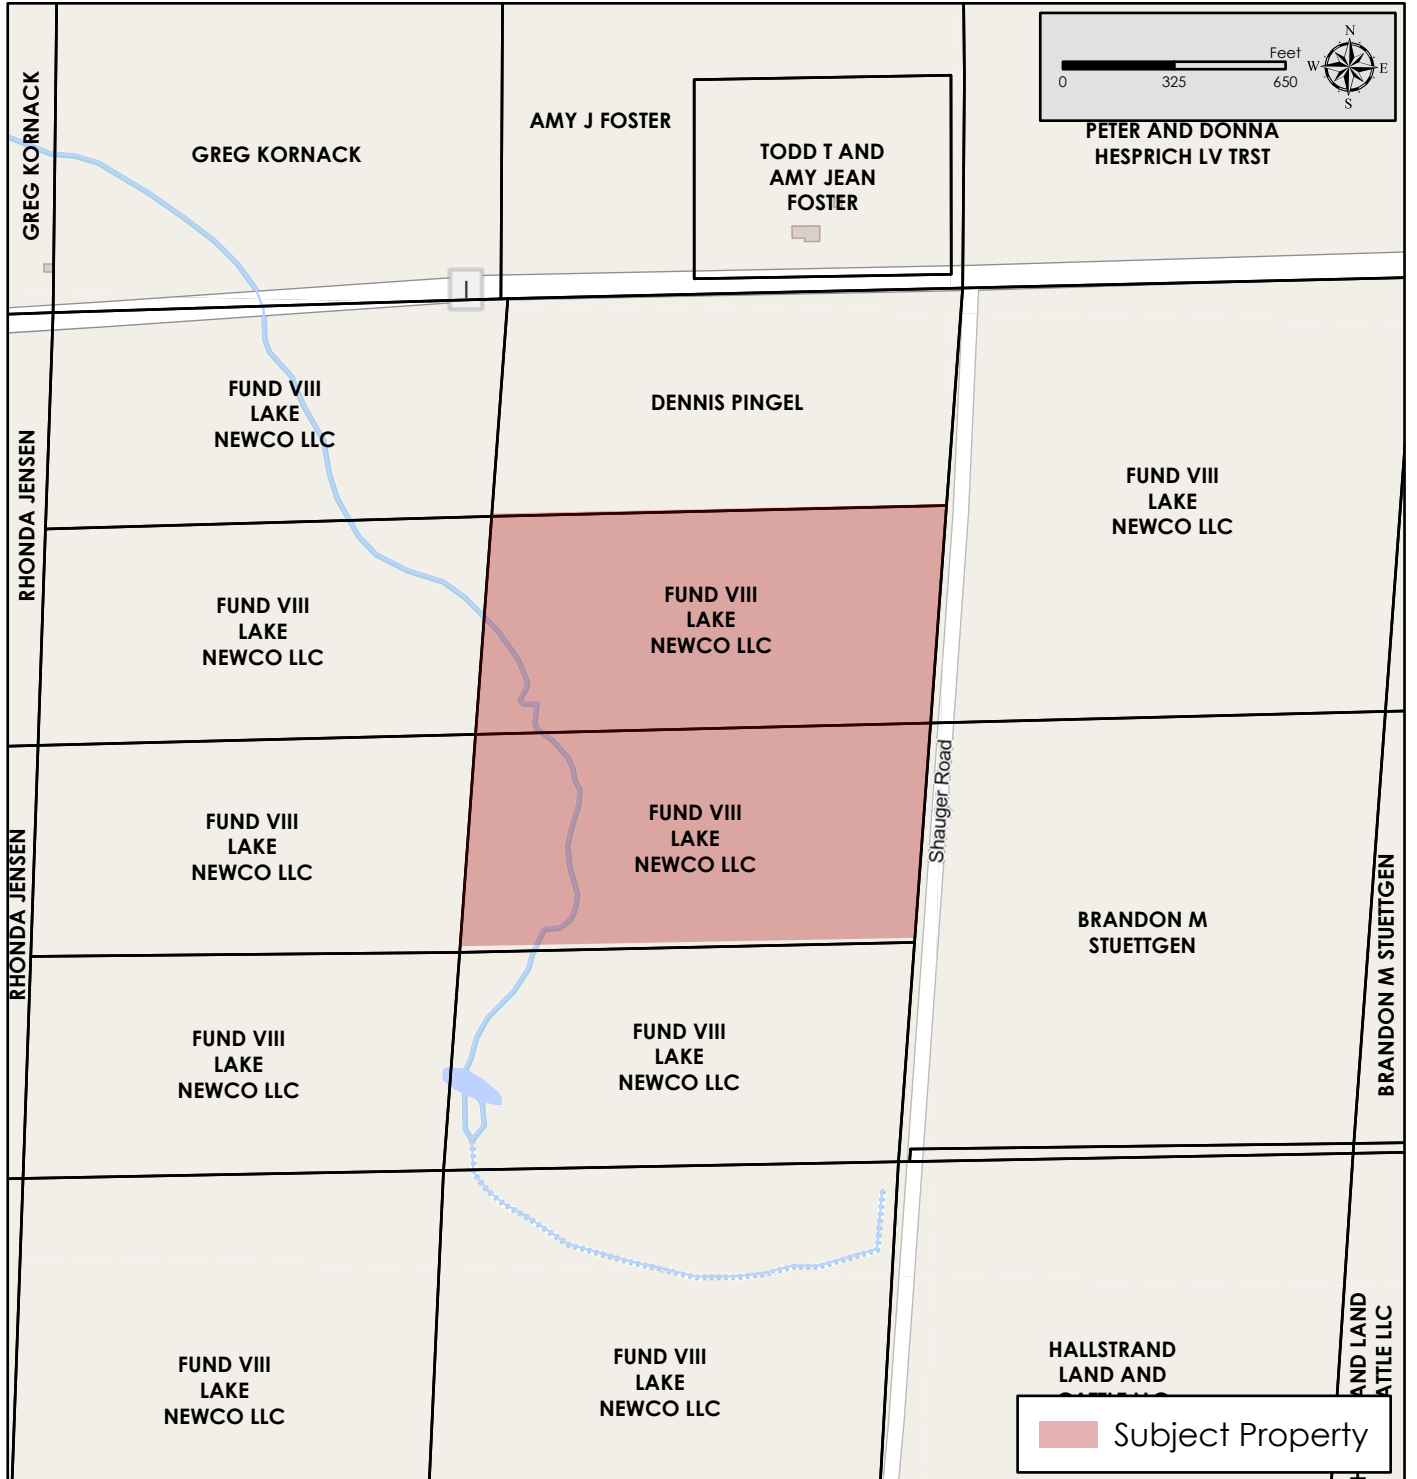 Feet
0 325 650
N
W E
S
GREG KORNACK
GREG KORNACK
AMY J FOSTER
TODD T AND
AMY JEAN
FOSTER
PETER AND DONNA
HESPRICH LV TRST
I
FUND VIII
LAKE
NEWCO LLC
DENNIS PINGEL
RHONDA JENSEN
FUND VIII
LAKE
NEWCO LLC
FUND VIII
LAKE
NEWCO LLC
FUND VIII
LAKE
NEWCO LLC
Shauger Road
FUND VIII
LAKE
NEWCO LLC
FUND VIII
LAKE
NEWCO LLC
RHONDA JENSEN
BRANDON M
STUETTGEN
BRANDON M STUETTGEN
FUND VIII
LAKE
NEWCO LLC
FUND VIII
LAKE
NEWCO LLC
FUND VIII
LAKE
NEWCO LLC
FUND VIII
LAKE
NEWCO LLC
HALLSTRAND
LAND AND
AND LAND
ATTLE LLC
Subject Property